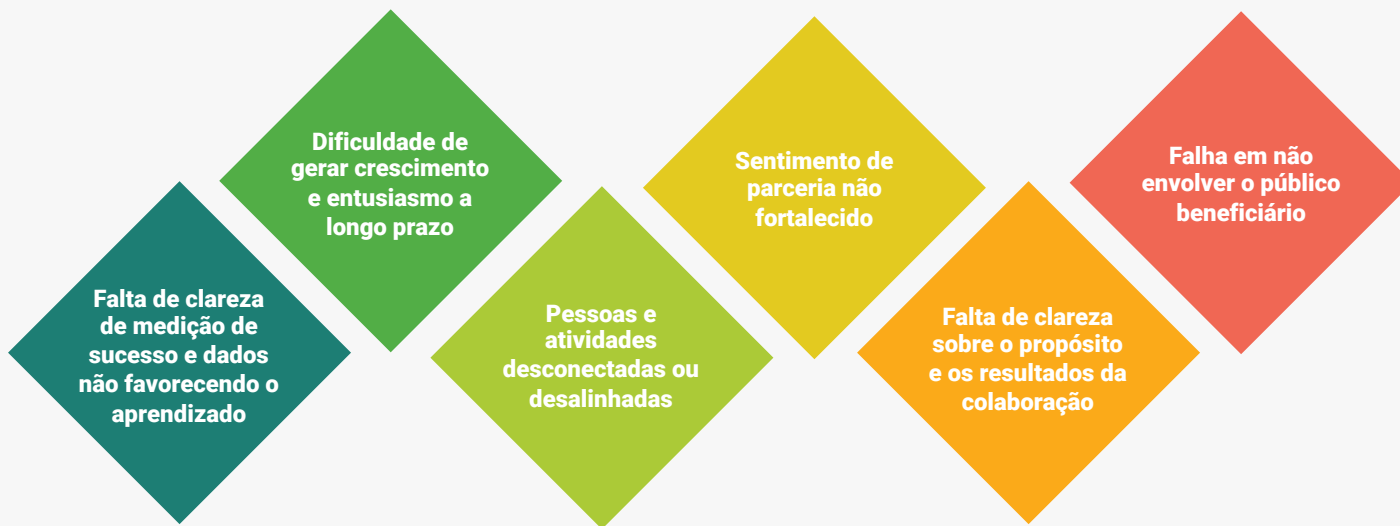 Falta de clareza
de medição de
sucesso e dados
não favorecendo o
aprendizado
Dificuldade de
gerar crescimento
e entusiasmo a
longo prazo
Pessoas e
atividades
desconectadas ou
desalinhadas
Sentimento de
parceria não
fortalecido
Falta de clareza
sobre o propósito
e os resultados da
colaboração
Falha em não
envolver o público
beneficiário